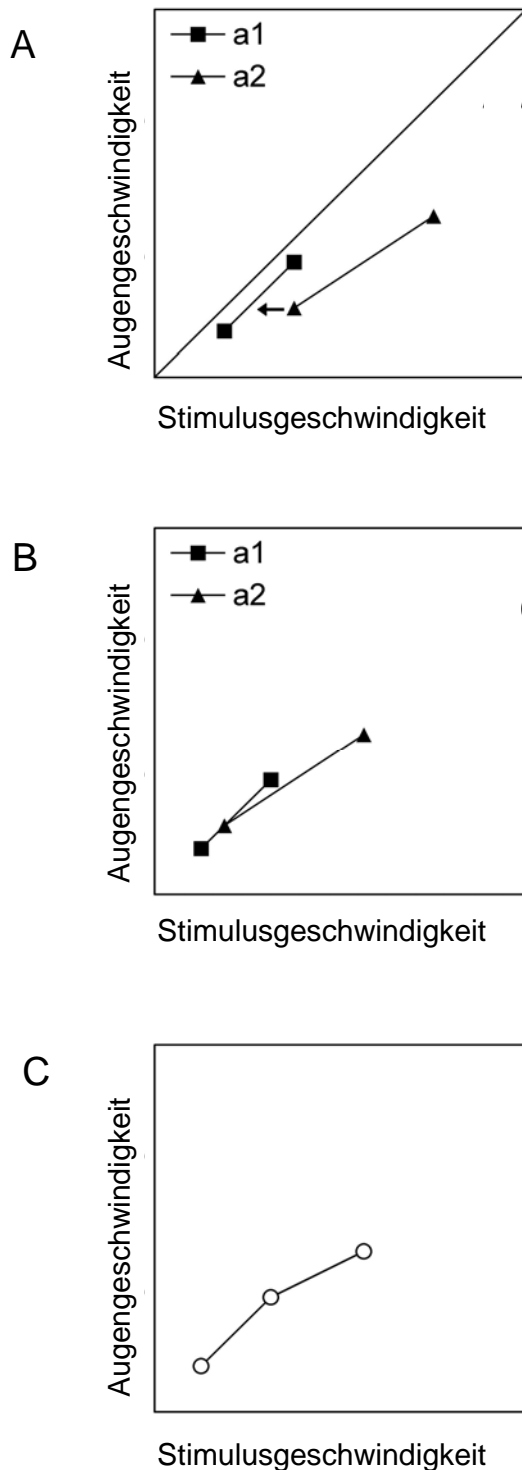 A
a1
a2
Augengeschwindigkeit
Stimulusgeschwindigkeit
B
a1
a2
Augengeschwindigkeit
Stimulusgeschwindigkeit
C
Augengeschwindigkeit
Stimulusgeschwindigkeit